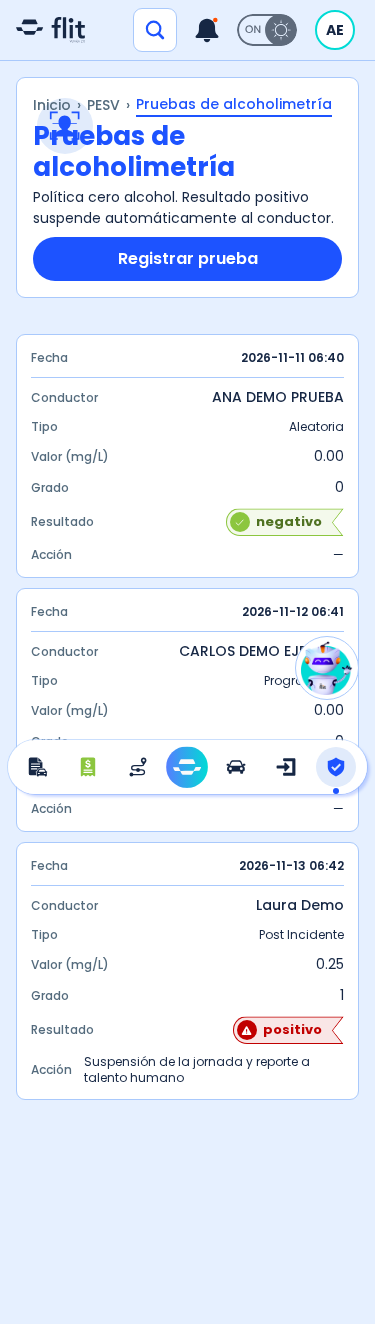 flit
ON
AE
Inicio › PESV › Pruebas de alcoholimetría
Pruebas de
alcoholimetría
Política cero alcohol. Resultado positivo
suspende automáticamente al conductor.
Registrar prueba
Fecha 2026-11-11 06:40
Conductor ANA DEMO PRUEBA
Tipo Aleatoria
Valor (mg/L) 0.00
Grado 0
Resultado negativo
Acción —
Fecha 2026-11-12 06:41
Conductor CARLOS DEMO
Tipo
Valor (mg/L) 0.00
Acción —
Fecha 2026-11-13 06:42
Conductor Laura Demo
Tipo Post Incidente
Valor (mg/L) 0.25
Grado 1
Resultado positivo
Acción Suspensión de la jornada y reporte a
talento humano